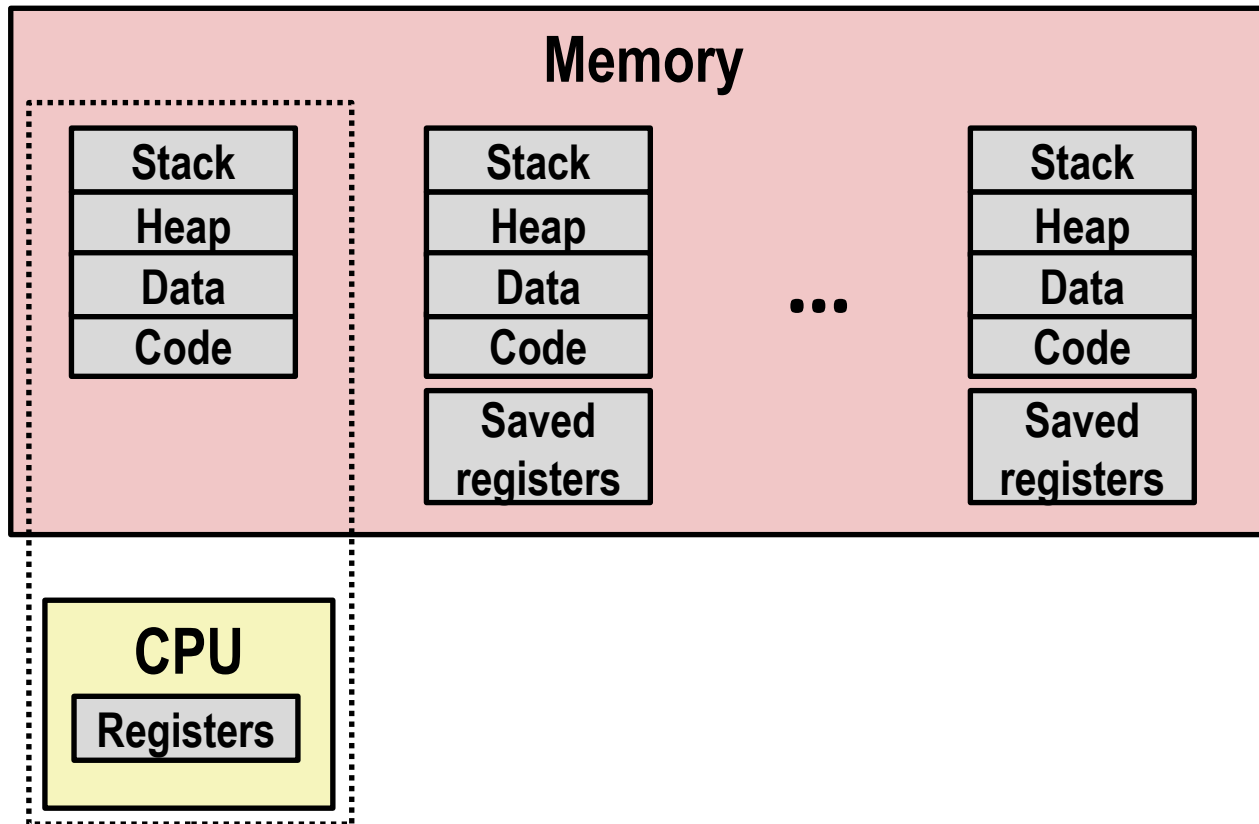 Memory
Stack
Heap
Data
Code
Stack
Heap
Data
Code
Saved
registers
...
Stack
Heap
Data
Code
Saved
registers
CPU
Registers